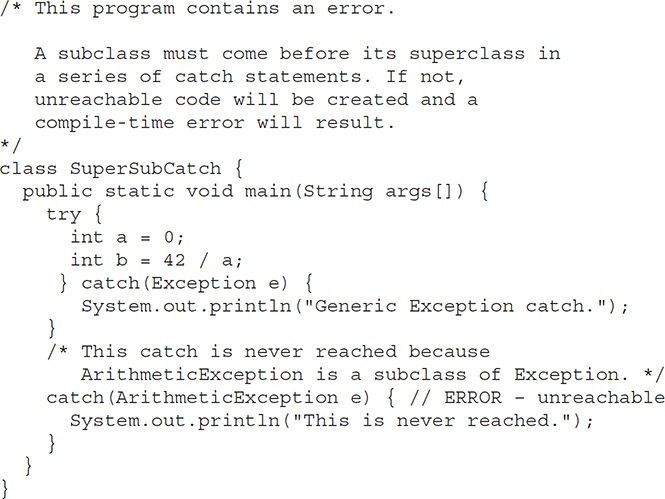 /* This program contains an error.
A subclass must come before its superclass in
a series of catch statements. If not,
unreachable code will be created and a
compile-time error will result.
*/
class SuperSubCatch {
public static void main(String args[]) {
try {
int a = 0;
int b = 42 / a;
} catch(Exception e) {
System.out.println("Generic Exception catch.");
}
/* This catch is never reached because
ArithmeticException is a subclass of Exception. */
catch(ArithmeticException e) { // ERROR - unreachable
System.out.println("This is never reached.");
}
}
}